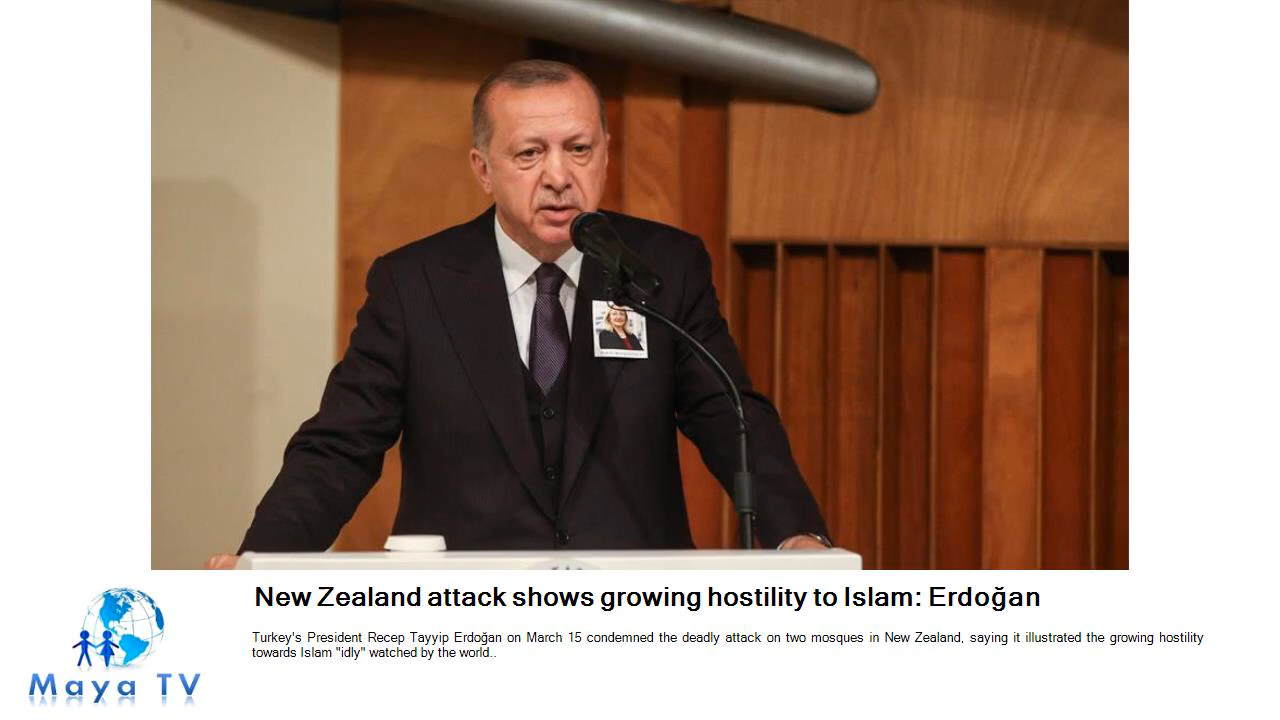 New Zealand attack shows growing hostility to Islam: Erdoğan
Turkey's President Recep Tayyip Erdoğan on March 15 condemned the deadly attack on two mosques in New Zealand, saying it illustrated the growing hostility
towards Islam "idly" watched by the world..
Maya TV